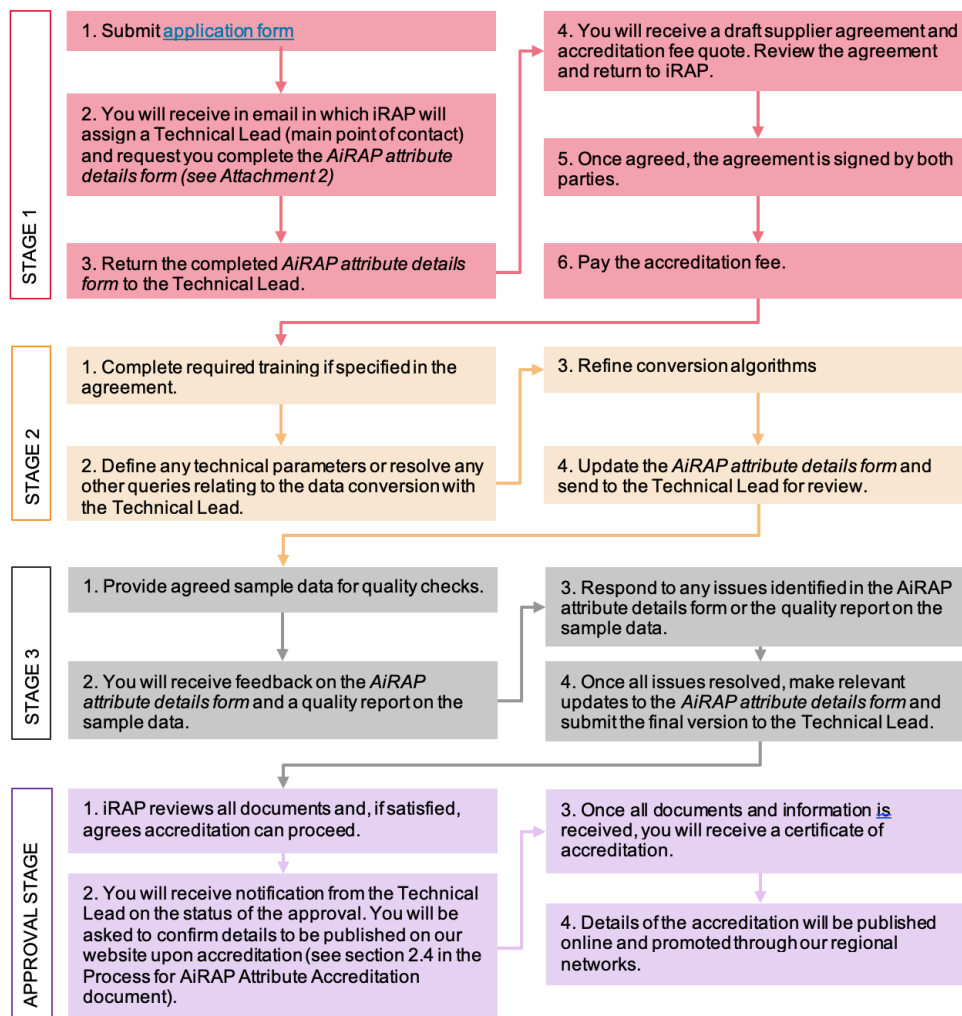 STAGE 1
1. Submit application form
2. You will receive in email in which iRAP will
assign a Technical Lead (main point of contact)
and request you complete the AiRAP attribute
details form (see Attachment 2)
3. Return the completed AiRAP attribute details
form to the Technical Lead.
4. You will receive a draft supplier agreement and
accreditation fee quote. Review the agreement
and return to iRAP.
5. Once agreed, the agreement is signed by both
parties.
6. Pay the accreditation fee.
STAGE 2
1. Complete required training if specified in the
agreement.
2. Define any technical parameters or resolve any
other queries relating to the data conversion with
the Technical Lead.
3. Refine conversion algorithms
4. Update the AiRAP attribute details form and
send to the Technical Lead for review.
STAGE 3
1. Provide agreed sample data for quality checks.
2. You will receive feedback on the AiRAP
attribute details form and a quality report on the
sample data.
3. Respond to any issues identified in the AiRAP
attribute details form or the quality report on the
sample data.
4. Once all issues resolved, make relevant
updates to the AiRAP attribute details form and
submit the final version to the Technical Lead.
APPROVAL STAGE
1. iRAP reviews all documents and, if satisfied,
agrees accreditation can proceed.
2. You will receive notification from the Technical
Lead on the status of the approval. You will be
asked to confirm details to be published on our
website upon accreditation (see section 2.4 in the
Process for AiRAP Attribute Accreditation
document).
3. Once all documents and information is
received, you will receive a certificate of
accreditation.
4. Details of the accreditation will be published
online and promoted through our regional
networks.